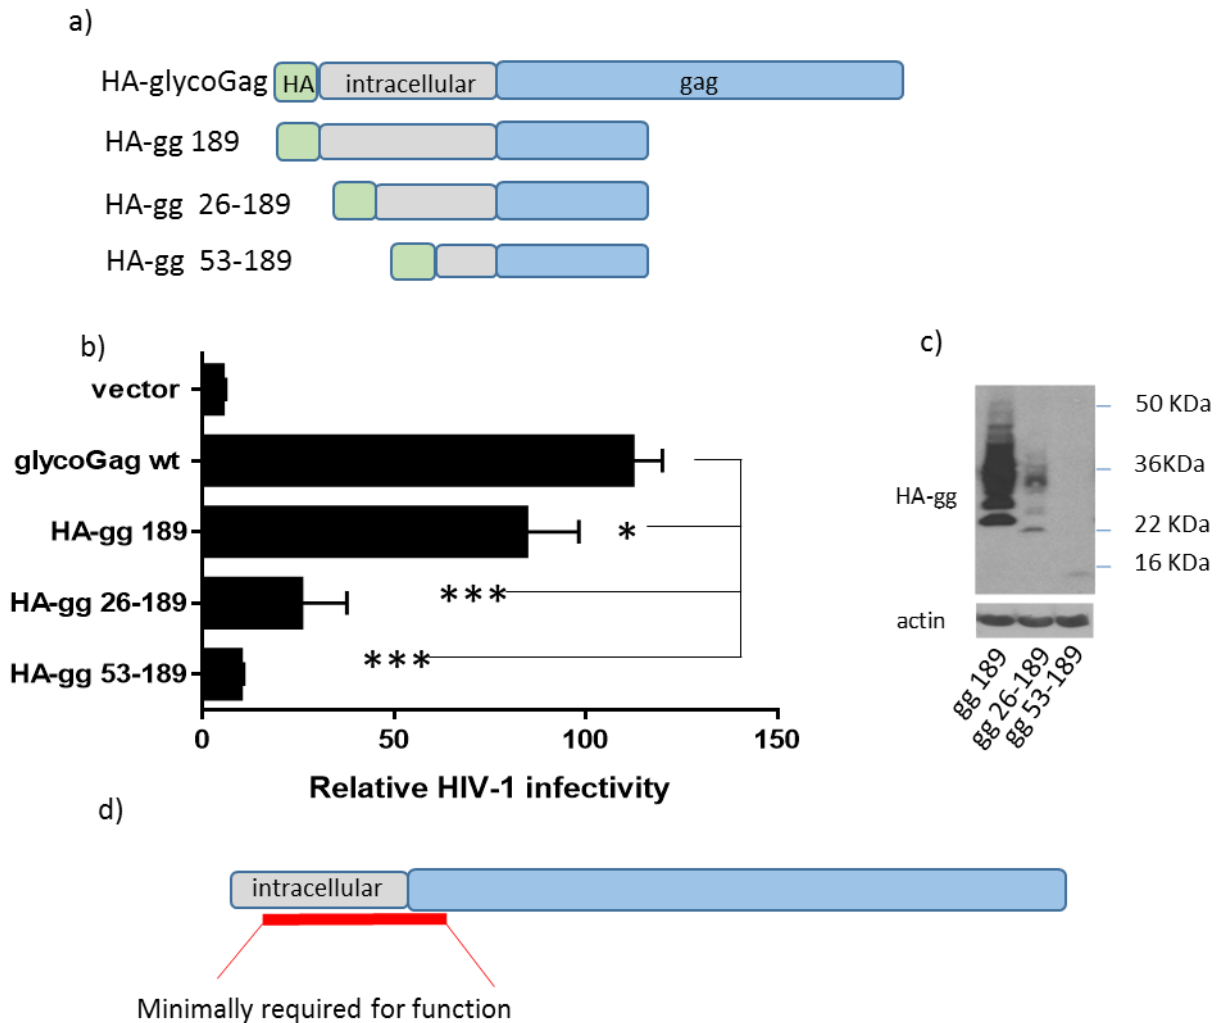 a)
HA-glycoGag HA intracellular gag
HA-gg 189
HA-gg 26-189
HA-gg 53-189
b)
vector
glycoGag wt
HA-gg 189 *
HA-gg 26-189 ***
HA-gg 53-189 ***
0 50 100 150
Relative HIV-1 infectivity
c)
50 KDa
36KDa
HA-gg
22 KDa
16 KDa
actin
gg 189
gg 26-189
gg 53-189
d)
intracellular
Minimally required for function